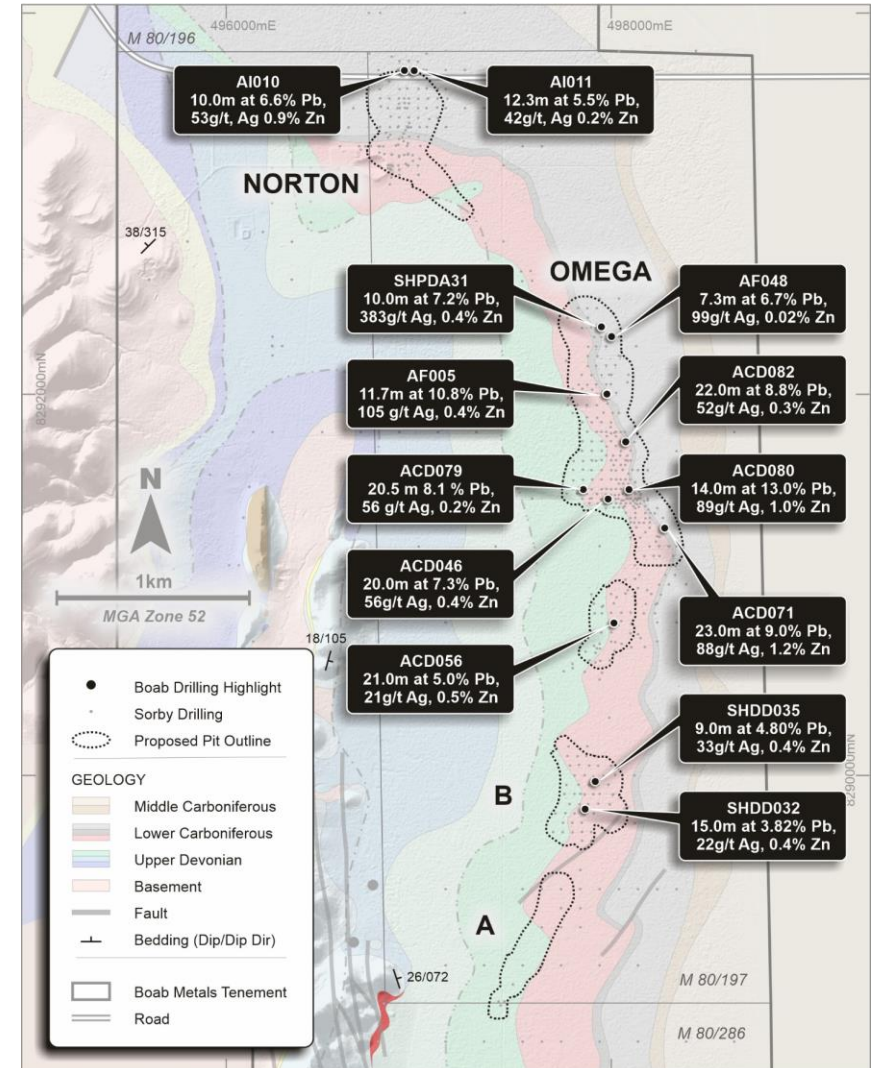 496000mE
498000mE
M 80/196
AI010
10.0m at 6.6% Pb,
53g/t, Ag 0.9% Zn
AI011
12.3m at 5.5% Pb,
42g/t, Ag 0.2% Zn
NORTON
38/315
OMEGA
SHPDA31
10.0m at 7.2% Pb,
383g/t Ag, 0.4% Zn
AF048
7.3m at 6.7% Pb,
99g/t Ag, 0.02% Zn
8292000mN
AF005
11.7m at 10.8% Pb,
105 g/t Ag, 0.4% Zn
ACD082
22.0m at 8.8% Pb,
52g/t Ag, 0.3% Zn
ACD079
20.5 m 8.1 % Pb,
56 g/t Ag, 0.2% Zn
ACD080
14.0m at 13.0% Pb,
89g/t Ag, 1.0% Zn
N
1km
MGA Zone 52
ACD046
20.0m at 7.3% Pb,
56g/t Ag, 0.4% Zn
ACD071
23.0m at 9.0% Pb,
88g/t Ag, 1.2% Zn
18/105
ACD056
21.0m at 5.0% Pb,
21g/t Ag, 0.5% Zn
SHDD035
9.0m at 4.80% Pb,
33g/t Ag, 0.4% Zn
B
SHDD032
15.0m at 3.82% Pb,
22g/t Ag, 0.4% Zn
A
26/072
M 80/197
M 80/286
Boab Drilling Highlight
Sorby Drilling
Proposed Pit Outline
GEOLOGY
Middle Carboniferous
Lower Carboniferous
Upper Devonian
Basement
Fault
Bedding (Dip/Dip Dir)
Boab Metals Tenement
Road